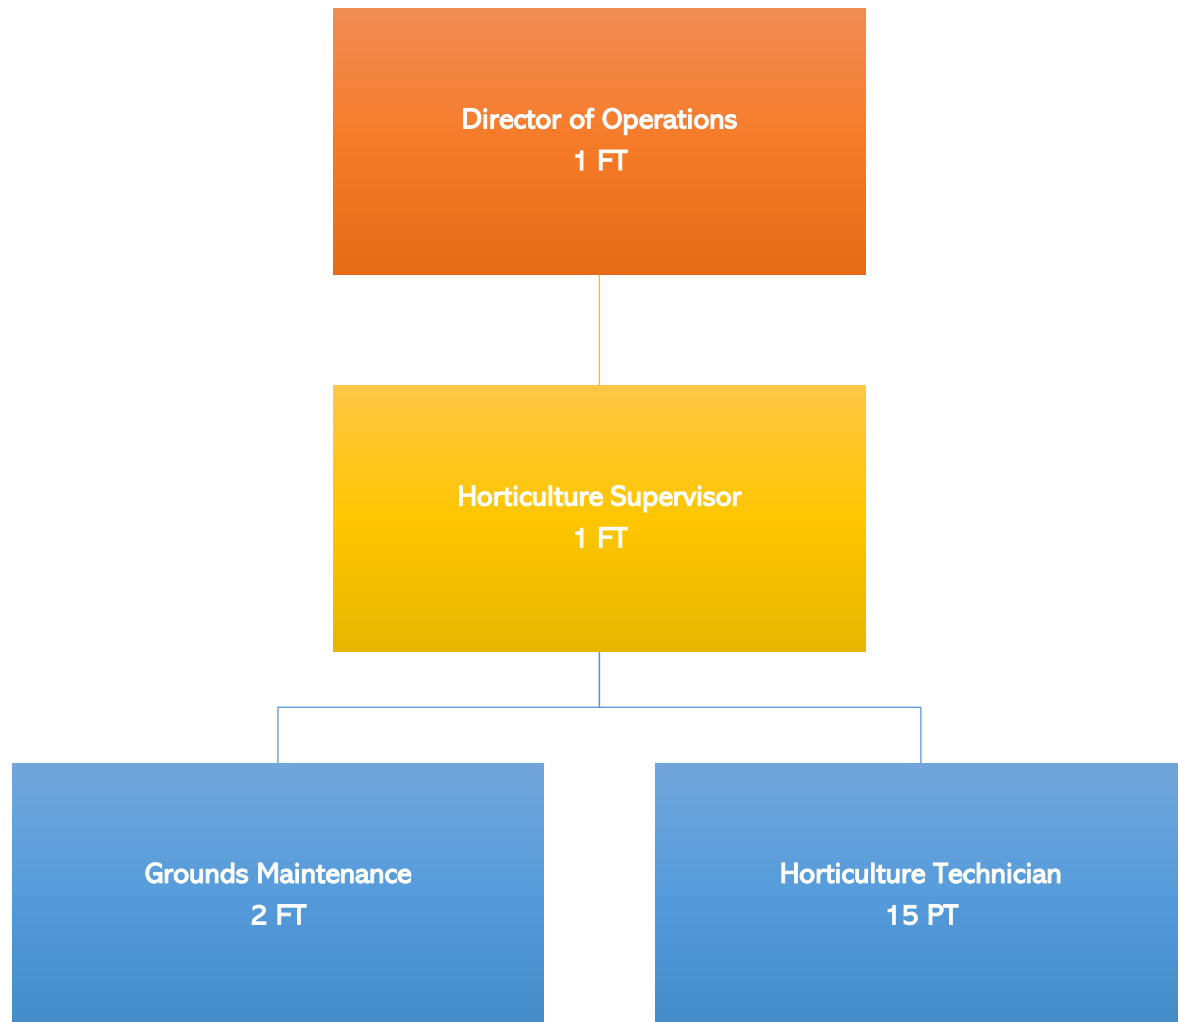 Director of Operations
1 FT
Horticulture Supervisor
1 FT
Grounds Maintenance
2 FT
Horticulture Technician
15 PT